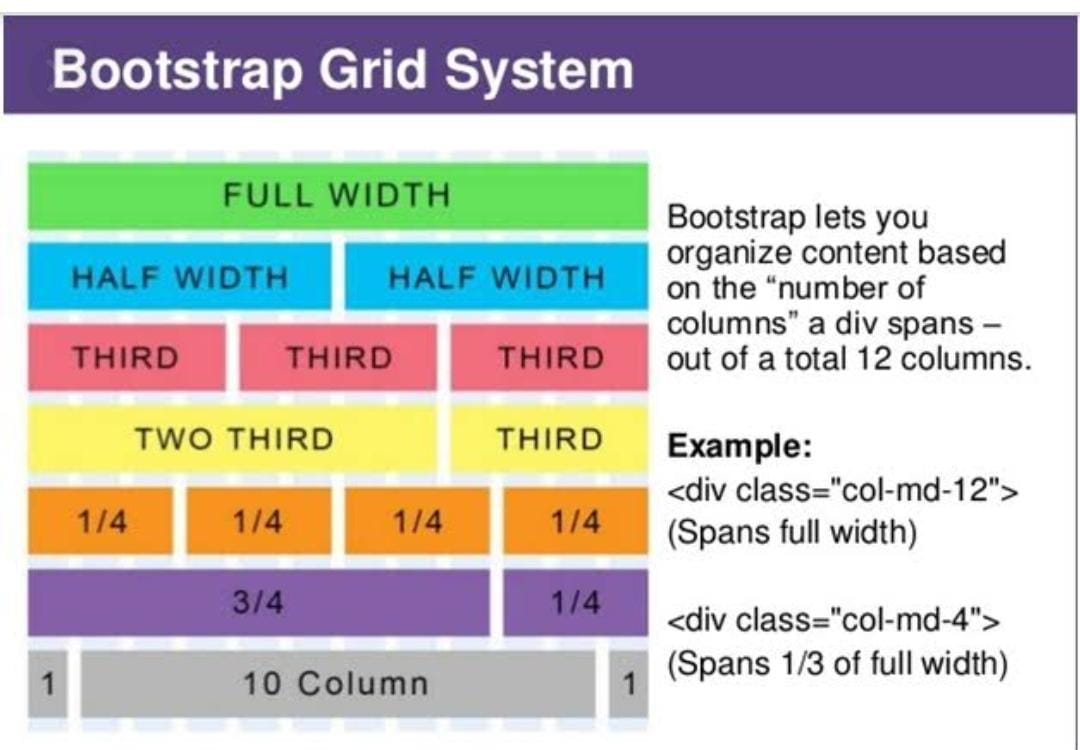 Bootstrap Grid System
FULL WIDTH
HALF WIDTH HALF WIDTH
THIRD THIRD THIRD
TWO THIRD THIRD
1/4 1/4 1/4 1/4
3/4 1/4
1 10 Column 1
Bootstrap lets you
organize content based
on the “number of
columns” a div spans –
out of a total 12 columns.
Example:
<div class="col-md-12">
(Spans full width)
<div class="col-md-4">
(Spans 1/3 of full width)